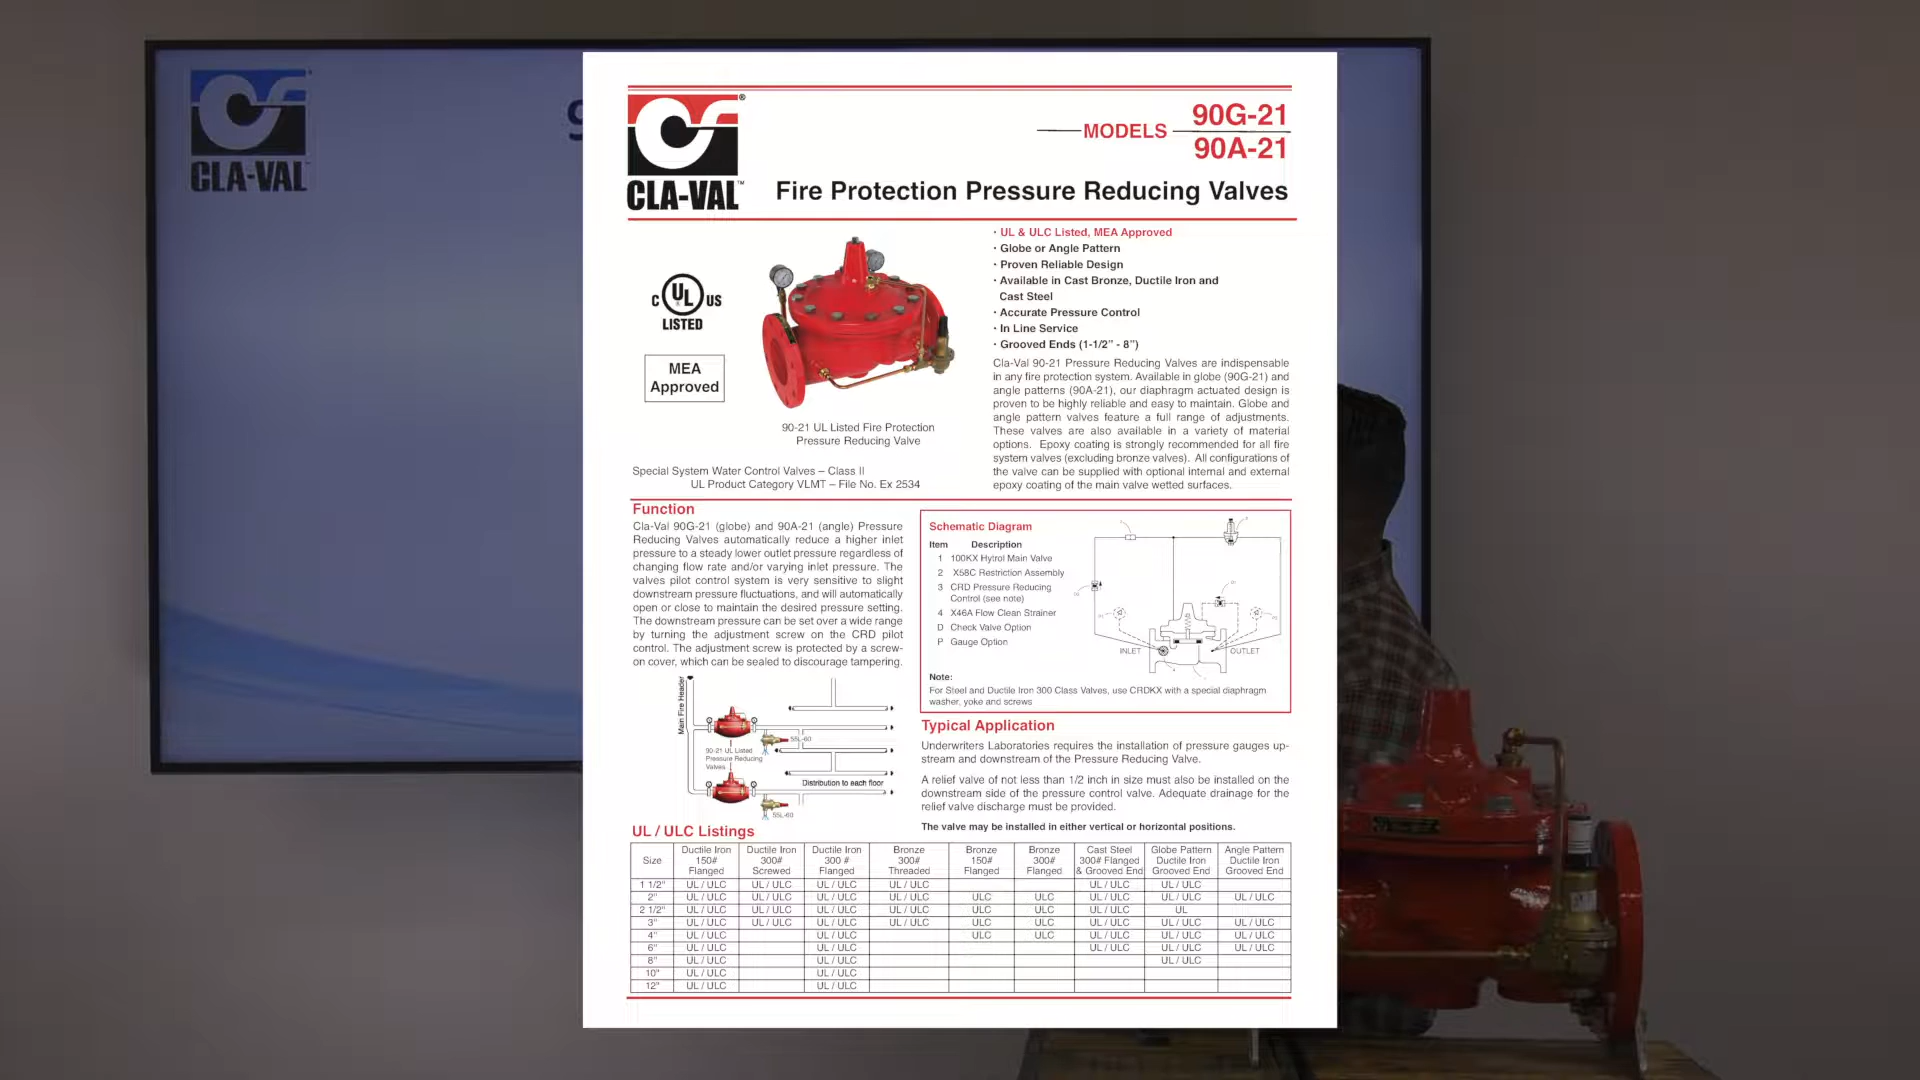 CLA-VAL
CLA-VAL
MODELS
90G-21
90A-21
Fire Protection Pressure Reducing Valves
C UL US
LISTED
MEA
Approved
90-21 UL Listed Fire Protection
Pressure Reducing Valve
Special System Water Control Valves – Class II
UL Product Category VLMT – File No. Ex 2534
• UL & ULC Listed, MEA Approved
• Globe or Angle Pattern
• Proven Reliable Design
• Available in Cast Bronze, Ductile Iron and
Cast Steel
• Accurate Pressure Control
• In Line Service
• Grooved Ends (1-1/2" - 8")
Cla-Val 90-21 Pressure Reducing Valves are indispensable
in any fire protection system. Available in globe (90G-21) and
angle patterns (90A-21), our diaphragm actuated design is
proven to be highly reliable and easy to maintain. Globe and
angle pattern valves feature a full range of adjustments.
These valves are also available in a variety of material
options. Epoxy coating is strongly recommended for all fire
system valves (excluding bronze valves). All configurations of
the valve can be supplied with optional internal and external
epoxy coating of the main valve wetted surfaces.
Function
Cla-Val 90G-21 (globe) and 90A-21 (angle) Pressure
Reducing Valves automatically reduce a higher inlet
pressure to a steady lower outlet pressure regardless of
changing flow rate and/or varying inlet pressure. The
valves pilot control system is very sensitive to slight
downstream pressure fluctuations, and will automatically
open or close to maintain the desired pressure setting.
The downstream pressure can be set over a wide range
by turning the adjustment screw on the CRD pilot
control. The adjustment screw is protected by a screw-
on cover, which can be sealed to discourage tampering.
Main Fire Header
90-21 UL Listed
Pressure Reducing
Valves
55L-60
Distribution to each floor
55L-60
Schematic Diagram
Item Description
1 100KX Hytrol Main Valve
2 X58C Restriction Assembly
3 CRD Pressure Reducing
Control (see note)
4 X46A Flow Clean Strainer
D Check Valve Option
P Gauge Option
INLET
OUTLET
Note:
For Steel and Ductile Iron 300 Class Valves, use CRDKX with a special diaphragm
washer, yoke and screws
Typical Application
Underwriters Laboratories requires the installation of pressure gauges up-
stream and downstream of the Pressure Reducing Valve.
A relief valve of not less than 1/2 inch in size must also be installed on the
downstream side of the pressure control valve. Adequate drainage for the
relief valve discharge must be provided.
The valve may be installed in either vertical or horizontal positions.
UL / ULC Listings
Size | Ductile Iron 150# Flanged | Ductile Iron 300# Screwed | Ductile Iron 300 # Flanged | Bronze 300# Threaded | Bronze 150# Flanged | Bronze 300# Flanged | Cast Steel 300# Flanged & Grooved End | Globe Pattern Ductile Iron Grooved End | Angle Pattern Ductile Iron Grooved End
1 1/2" UL / ULC UL / ULC UL / ULC UL / ULC UL / ULC UL / ULC
2" UL / ULC UL / ULC UL / ULC UL / ULC ULC ULC UL / ULC UL / ULC UL / ULC
2 1/2" UL / ULC UL / ULC UL / ULC UL / ULC ULC ULC UL / ULC UL
3" UL / ULC UL / ULC UL / ULC UL / ULC ULC ULC UL / ULC UL / ULC UL / ULC
4" UL / ULC UL / ULC ULC ULC UL / ULC UL / ULC UL / ULC
6" UL / ULC UL / ULC UL / ULC UL / ULC UL / ULC
8" UL / ULC UL / ULC UL / ULC
10" UL / ULC UL / ULC
12" UL / ULC UL / ULC